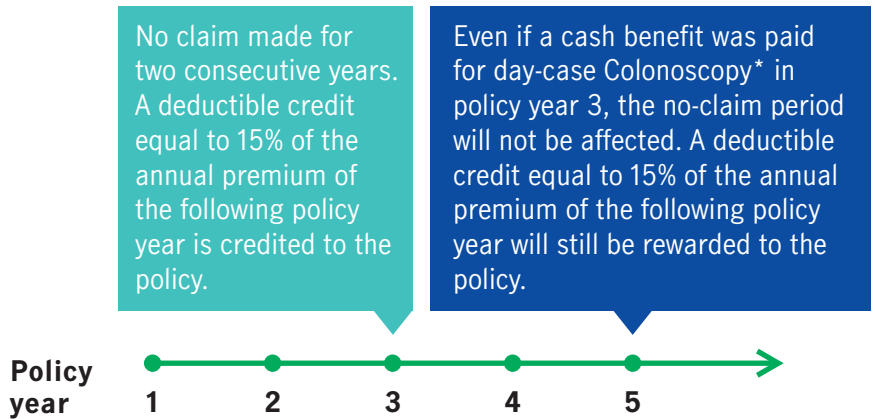 No claim made for
two consecutive years.
A deductible credit
equal to 15% of the
annual premium of
the following policy
year is credited to the
policy.
Even if a cash benefit was paid
for day-case Colonoscopy* in
policy year 3, the no-claim period
will not be affected. A deductible
credit equal to 15% of the annual
premium of the following policy
year will still be rewarded to the
policy.
Policy
year 1 2 3 4 5